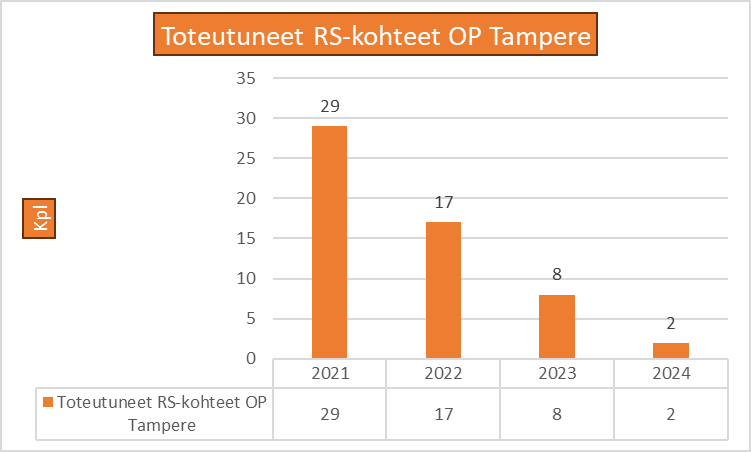 Toteutuneet RS-kohteet OP Tampere
Kpl
35
30
25
20
15
10
5
0
29
17
8
2
2021 2022 2023 2024
Toteutuneet RS-kohteet OP
Tampere
29 17 8 2